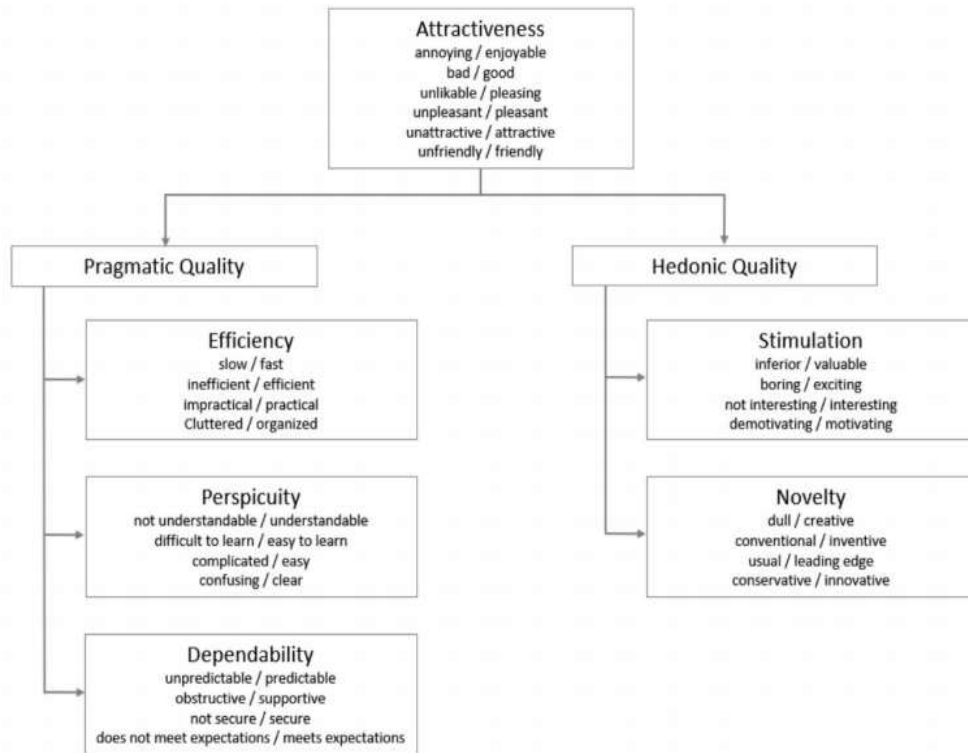 Attractiveness
annoying / enjoyable
bad / good
unlikable / pleasing
unpleasant / pleasant
unattractive / attractive
unfriendly / friendly
Pragmatic Quality
Hedonic Quality
Efficiency
slow / fast
inefficient / efficient
impractical / practical
Cluttered / organized
Stimulation
inferior / valuable
boring / exciting
not interesting / interesting
demotivating / motivating
Perspicuity
not understandable / understandable
difficult to learn / easy to learn
complicated / easy
confusing / clear
Novelty
dull / creative
conventional / inventive
usual / leading edge
conservative / innovative
Dependability
unpredictable / predictable
obstructive / supportive
not secure / secure
does not meet expectations / meets expectations